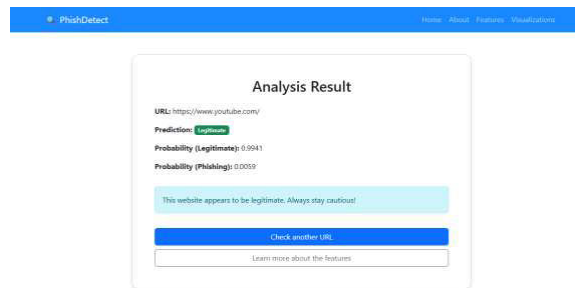 PhishDetect
Home About Features Visualizations
Analysis Result
URL: https://www.youtube.com/
Prediction: Legitimate
Probability (Legitimate): 0.9941
Probability (Phishing): 0.0059
This website appears to be legitimate. Always stay cautious!
Check another URL
Learn more about the features